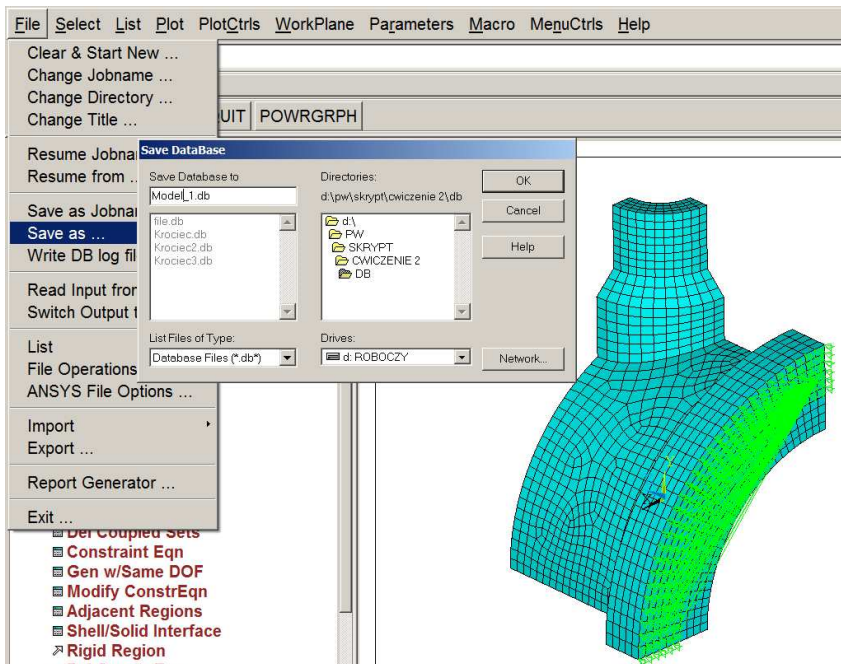 File Select List Plot PlotCtrls WorkPlane Parameters Macro MenuCtrls Help
Clear & Start New ...
Change Jobname ...
Change Directory ...
Change Title ...
UIT POWRGRPH
Resume Jobna
Resume from ..
Save as Jobnar
Save as ...
Write DB log fil
Read Input fror
Switch Output t
List
File Operations
ANSYS File Options ...
Import
Export ...
Report Generator ...
Exit ...
Save DataBase
Save Database to
Model_1.db
file.db
Krociec.db
Krociec2.db
Krociec3.db
List Files of Type:
Database Files (*.db*)
Directories:
d:\pw\skrypt\cwiczenie 2\db
d:\
PW
SKRYPT
CWICZENIE 2
DB
Drives:
d: ROBOCZY
OK
Cancel
Help
Network...
Constraint Eqn
Gen w/Same DOF
Modify ConstrEqn
Adjacent Regions
Shell/Solid Interface
Rigid Region